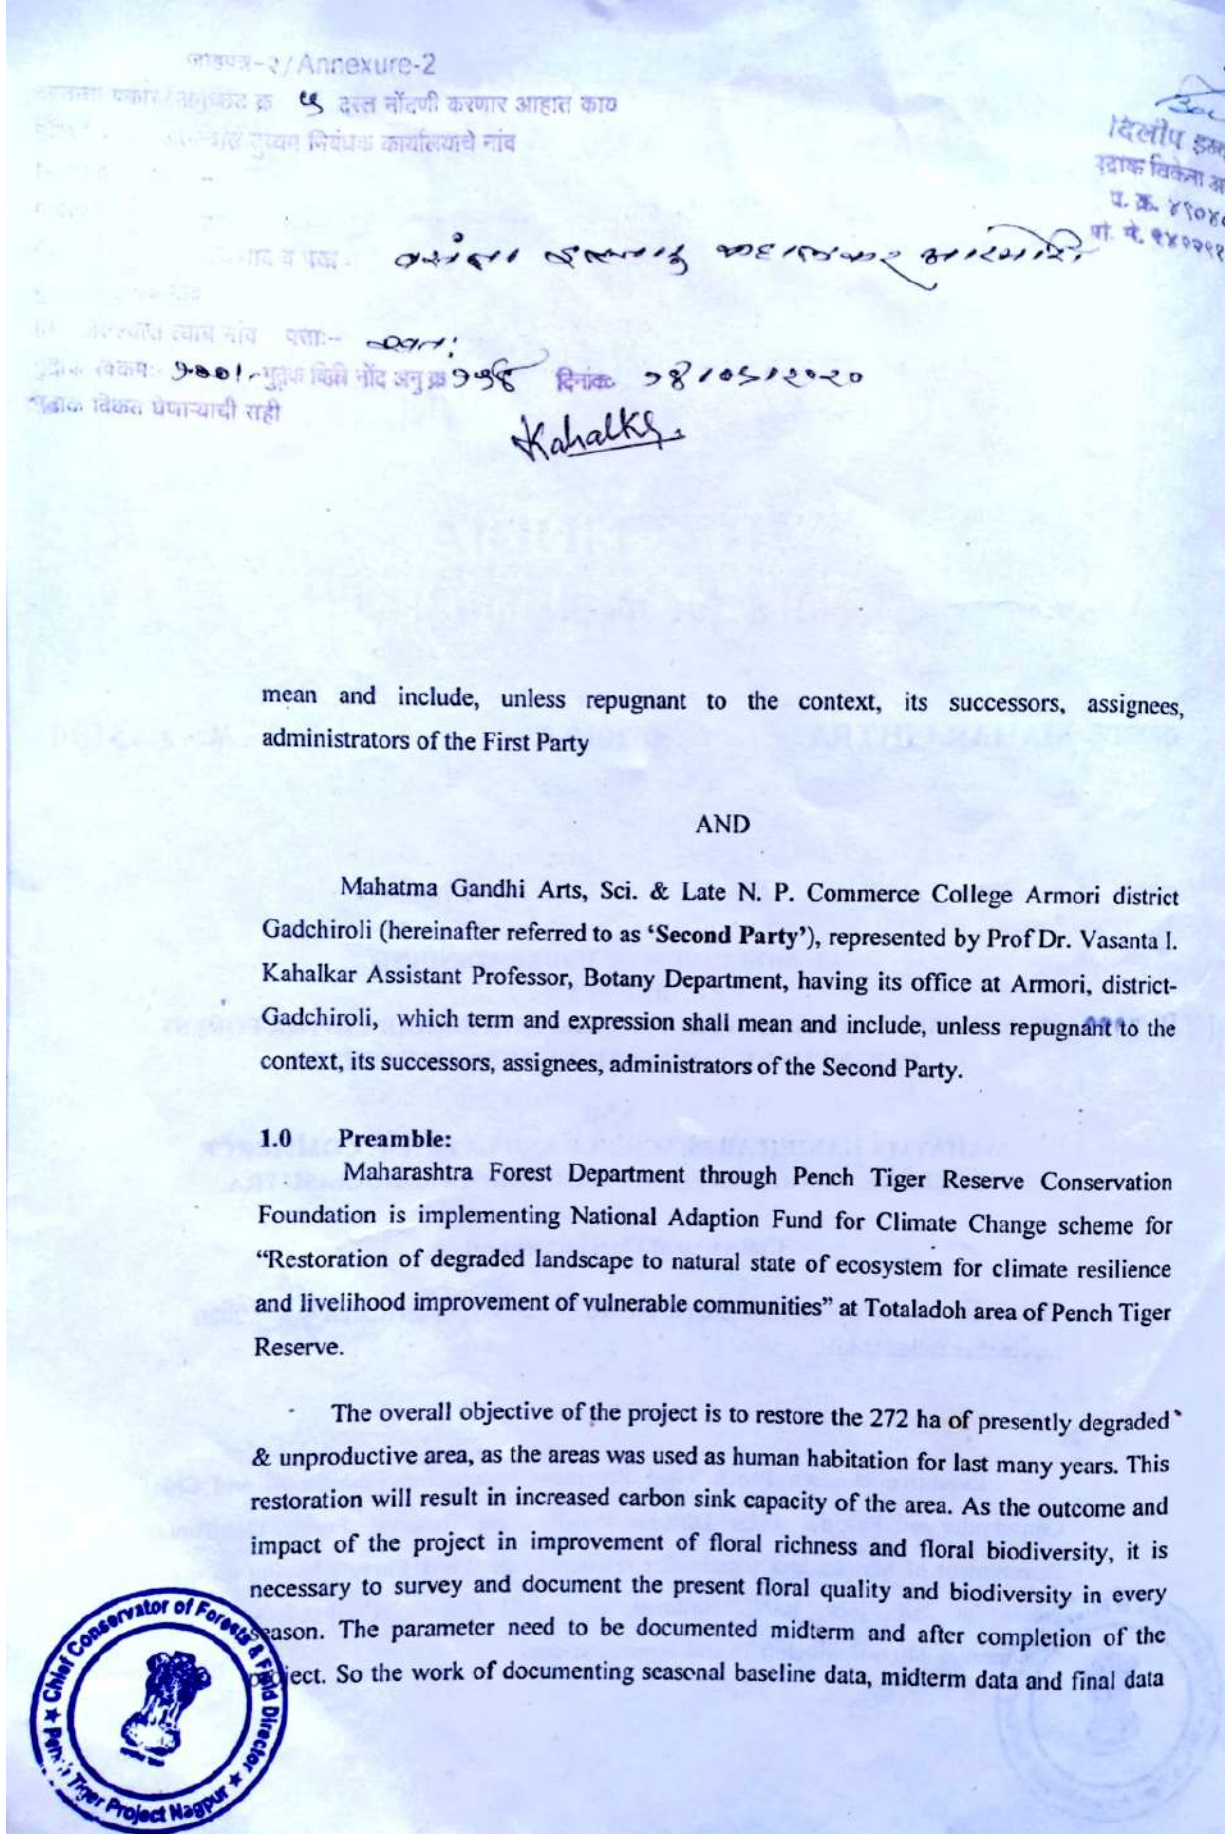 जोडपत्र-२/Annexure-2
दस्त नोंदणी करणार आहात काय
निबंधक कार्यालयाचे नांव
दिलीप
प. क्र.
त्याचे नांव पत्ता:-
मुद्रांक विक्री नोंद अनु क्र दिनांक
मुद्रांक विकत घेणाऱ्याची सही
Kahalkar
mean and include, unless repugnant to the context, its successors, assignees,
administrators of the First Party
AND
Mahatma Gandhi Arts, Sci. & Late N. P. Commerce College Armori district
Gadchiroli (hereinafter referred to as ‘Second Party’), represented by Prof Dr. Vasanta I.
Kahalkar Assistant Professor, Botany Department, having its office at Armori, district-
Gadchiroli, which term and expression shall mean and include, unless repugnant to the
context, its successors, assignees, administrators of the Second Party.
1.0 Preamble:
Maharashtra Forest Department through Pench Tiger Reserve Conservation
Foundation is implementing National Adaption Fund for Climate Change scheme for
“Restoration of degraded landscape to natural state of ecosystem for climate resilience
and livelihood improvement of vulnerable communities” at Totaladoh area of Pench Tiger
Reserve.
- The overall objective of the project is to restore the 272 ha of presently degraded
& unproductive area, as the areas was used as human habitation for last many years. This
restoration will result in increased carbon sink capacity of the area. As the outcome and
impact of the project in improvement of floral richness and floral biodiversity, it is
necessary to survey and document the present floral quality and biodiversity in every
season. The parameter need to be documented midterm and after completion of the
project. So the work of documenting seasonal baseline data, midterm data and final data
Chief Conservator of Forests & Field Director
★ Pench Tiger Project Nagpur ★